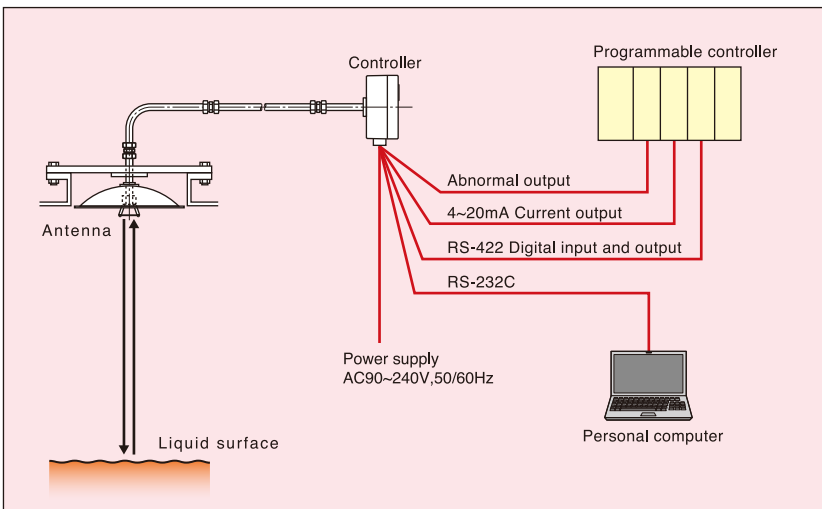 Programmable controller
Controller
Abnormal output
4~20mA Current output
Antenna
RS-422 Digital input and output
RS-232C
Power supply
AC90~240V,50/60Hz
Liquid surface
Personal computer